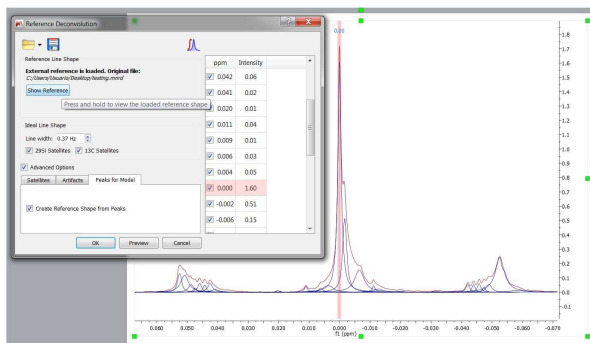 Reference Deconvolution
Reference Line Shape
External reference is loaded. Original file:
C:/Users/Usuario/Desktop/testing.mnrd
Show Reference
Press and hold to view the loaded reference shape
Ideal Line Shape
Line width: 0.37 Hz
29Si Satellites 13C Satellites
Advanced Options
Satellites Artifacts Peaks for Model
Create Reference Shape from Peaks
OK Preview Cancel
ppm Intensity
0.042 0.06
0.041 0.02
0.020 0.01
0.011 0.04
0.009 0.01
0.006 0.03
0.004 0.05
0.000 1.60
-0.002 0.51
-0.006 0.15
0.00
1.8
1.7
1.6
1.5
1.4
1.3
1.2
1.1
1.0
0.9
0.8
0.7
0.6
0.5
0.4
0.3
0.2
0.1
0.0
-0.1
0.060 0.050 0.040 0.030 0.020 0.010 0.000 -0.010 -0.020 -0.030 -0.040 -0.050 -0.060 -0.070
f1 (ppm)